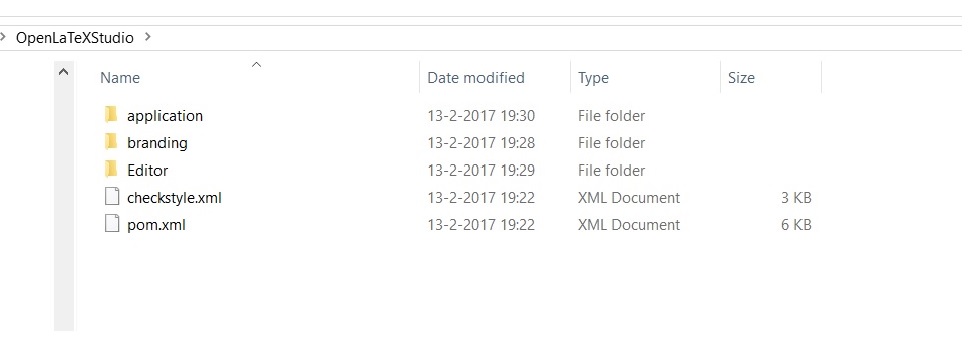 OpenLaTeXStudio
Name Date modified Type Size
application 13-2-2017 19:30 File folder
branding 13-2-2017 19:28 File folder
Editor 13-2-2017 19:29 File folder
checkstyle.xml 13-2-2017 19:22 XML Document 3 KB
pom.xml 13-2-2017 19:22 XML Document 6 KB